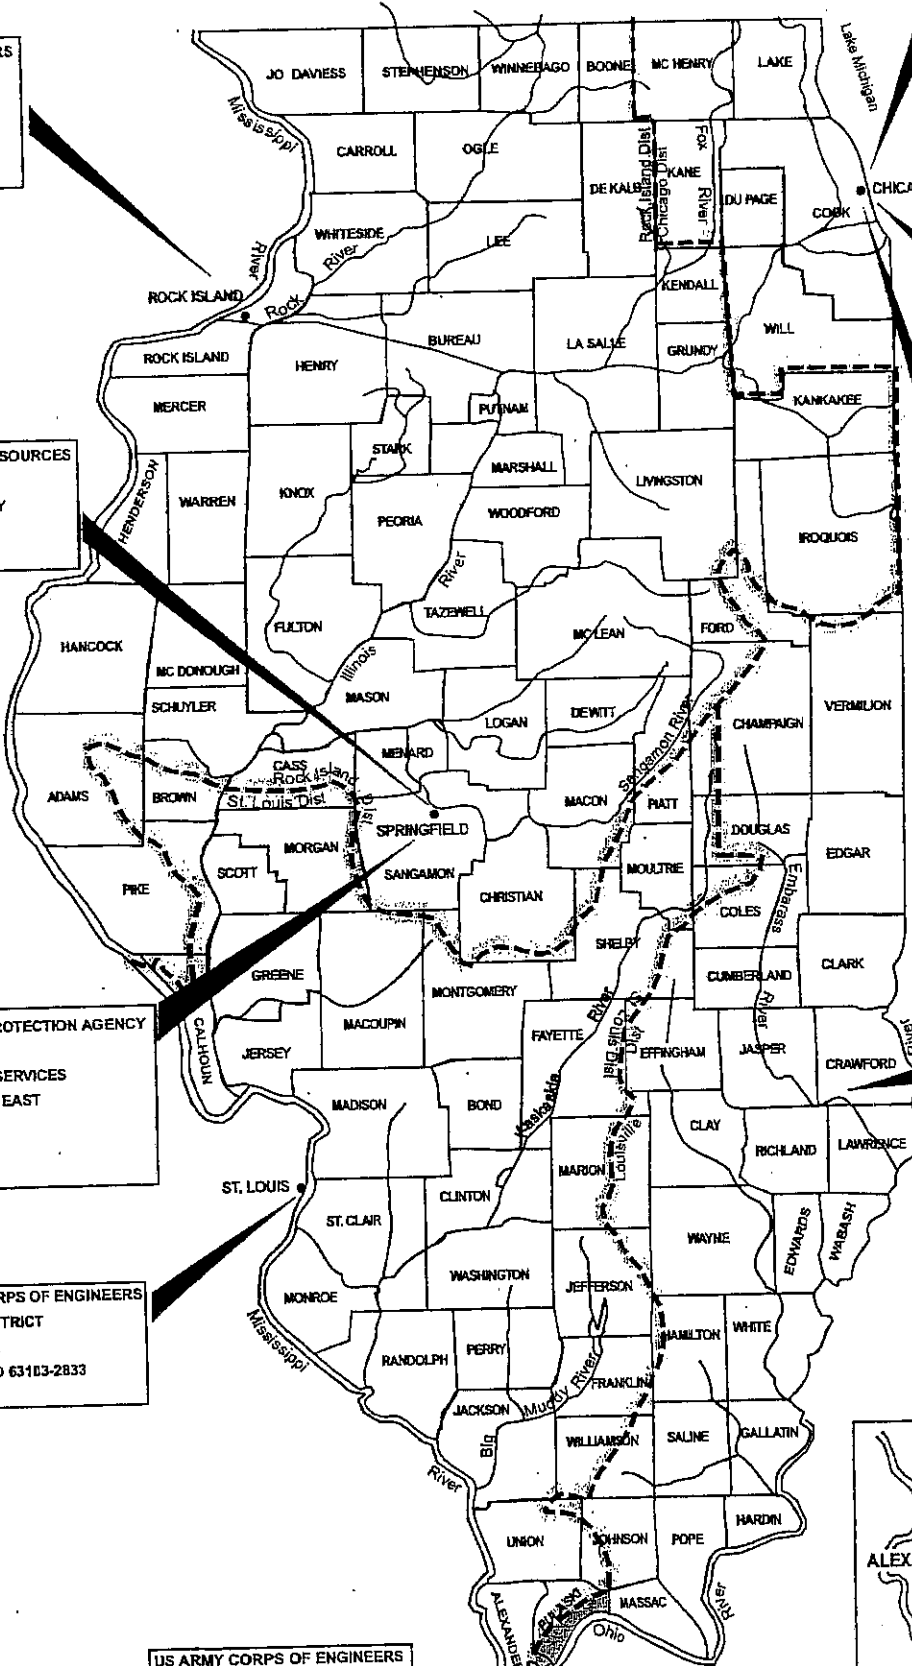 RS
JO DAVIESS
STEPHENSON
WINNEBAGO
BOONE
MC HENRY
LAKE
Lake Michigan
Mississippi
CARROLL
OGLE
DE KALB
Rock Island Dist
Chicago Dist
Fox
KANE
River
DU PAGE
COOK
CHICA
WHITESIDE
River
LEE
River
ROCK ISLAND
Rock
KENDALL
ROCK ISLAND
HENRY
BUREAU
LA SALLE
GRUNDY
WILL
MERCER
PUTNAM
KANKAKEE
STARK
SOURCES
Y
HENDERSON
WARREN
KNOX
MARSHALL
LIVINGSTON
PEORIA
WOODFORD
IROQUOIS
River
HANCOCK
FULTON
TAZEWELL
MC LEAN
FORD
MC DONOUGH
Illinois
SCHUYLER
MASON
LOGAN
DEWITT
Sangamon River
CHAMPAIGN
VERMILION
MENARD
CASS
Rock Island
Dist
St. Louis Dist
ADAMS
BROWN
MACON
PIATT
SPRINGFIELD
DOUGLAS
MORGAN
SCOTT
SANGAMON
MOULTRIE
EDGAR
PIKE
CHRISTIAN
Embarass
COLES
SHELBY
GREENE
CUMBERLAND
CLARK
MONTGOMERY
River
River
ROTECTION AGENCY
MACOUPIN
FAYETTE
St Louis Dist
Dist
CALHOUN
JERSEY
EFFINGHAM
JASPER
CRAWFORD
SERVICES
EAST
MADISON
BOND
Kaskaskia
CLAY
Louisville
RICHLAND
LAWRENCE
MARION
ST. LOUIS
CLINTON
ST. CLAIR
WAYNE
EDWARDS
WABASH
WASHINGTON
JEFFERSON
RPS OF ENGINEERS
TRICT
MONROE
Mississippi
HAMILTON
WHITE
RANDOLPH
PERRY
O 63103-2833
FRANKLIN
JACKSON
Big
Muddy River
WILLIAMSON
SALINE
GALLATIN
River
HARDIN
UNION
JOHNSON
POPE
ALEX
MASSAC
PULASKI
ALEXANDER
Ohio
River
US ARMY CORPS OF ENGINEERS